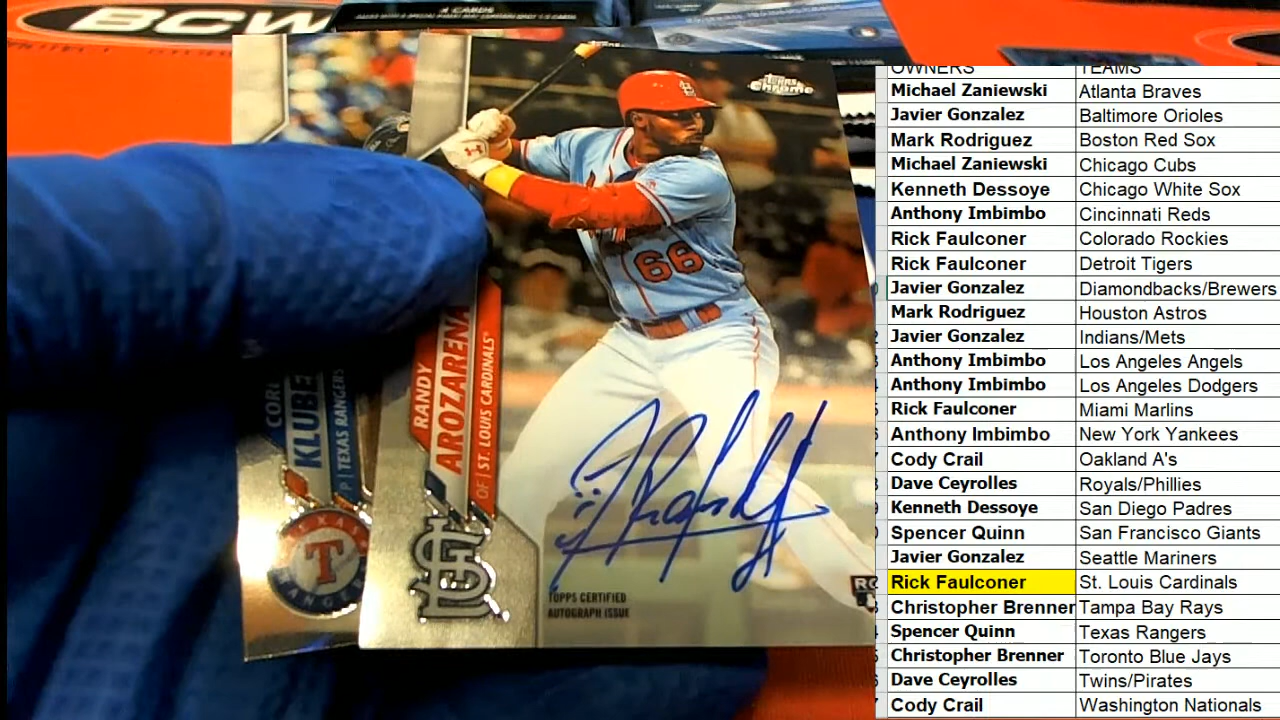 BCW
4 CARDS
Topps
Chrome
66
RANDY
AROZARENA
OF | ST. LOUIS CARDINALS
STL
TOPPS CERTIFIED
AUTOGRAPH ISSUE
RC
KLUBE
P | TEXAS RANGERS
TEXAS
T
RANGERS
OWNERS TEAMS
Michael Zaniewski Atlanta Braves
Javier Gonzalez Baltimore Orioles
Mark Rodriguez Boston Red Sox
Michael Zaniewski Chicago Cubs
Kenneth Dessoye Chicago White Sox
Anthony Imbimbo Cincinnati Reds
Rick Faulconer Colorado Rockies
Rick Faulconer Detroit Tigers
Javier Gonzalez Diamondbacks/Brewers
Mark Rodriguez Houston Astros
Javier Gonzalez Indians/Mets
Anthony Imbimbo Los Angeles Angels
Anthony Imbimbo Los Angeles Dodgers
Rick Faulconer Miami Marlins
Anthony Imbimbo New York Yankees
Cody Crail Oakland A's
Dave Ceyrolles Royals/Phillies
Kenneth Dessoye San Diego Padres
Spencer Quinn San Francisco Giants
Javier Gonzalez Seattle Mariners
Rick Faulconer St. Louis Cardinals
Christopher Brenner Tampa Bay Rays
Spencer Quinn Texas Rangers
Christopher Brenner Toronto Blue Jays
Dave Ceyrolles Twins/Pirates
Cody Crail Washington Nationals